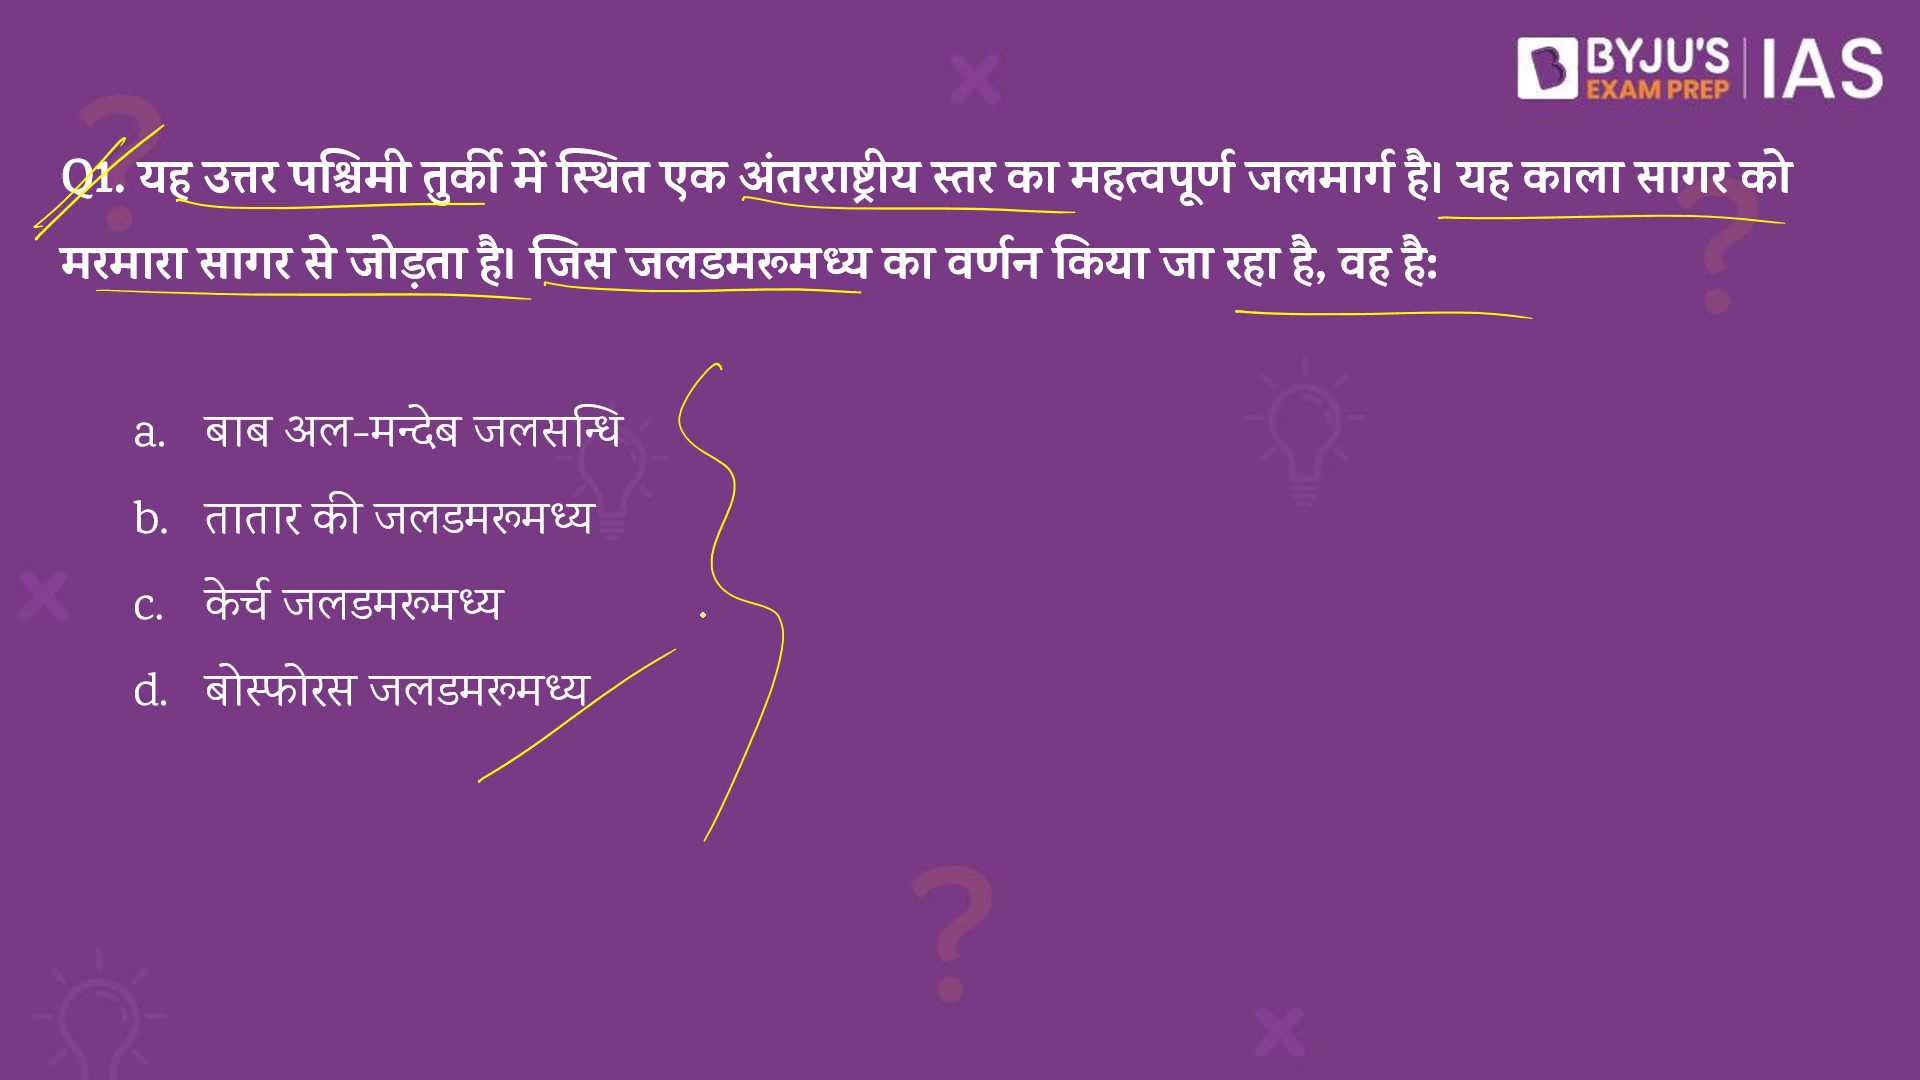 BYJU'S
EXAM PREP
IAS
Q1. यह उत्तर पश्चिमी तुर्की में स्थित एक अंतरराष्ट्रीय स्तर का महत्वपूर्ण जलमार्ग है। यह काला सागर को
मरमारा सागर से जोड़ता है। जिस जलडमरूमध्य का वर्णन किया जा रहा है, वह है:
a. बाब अल-मन्देब जलसन्धि
b. तातार की जलडमरूमध्य
c. केर्च जलडमरूमध्य
d. बोस्फोरस जलडमरूमध्य